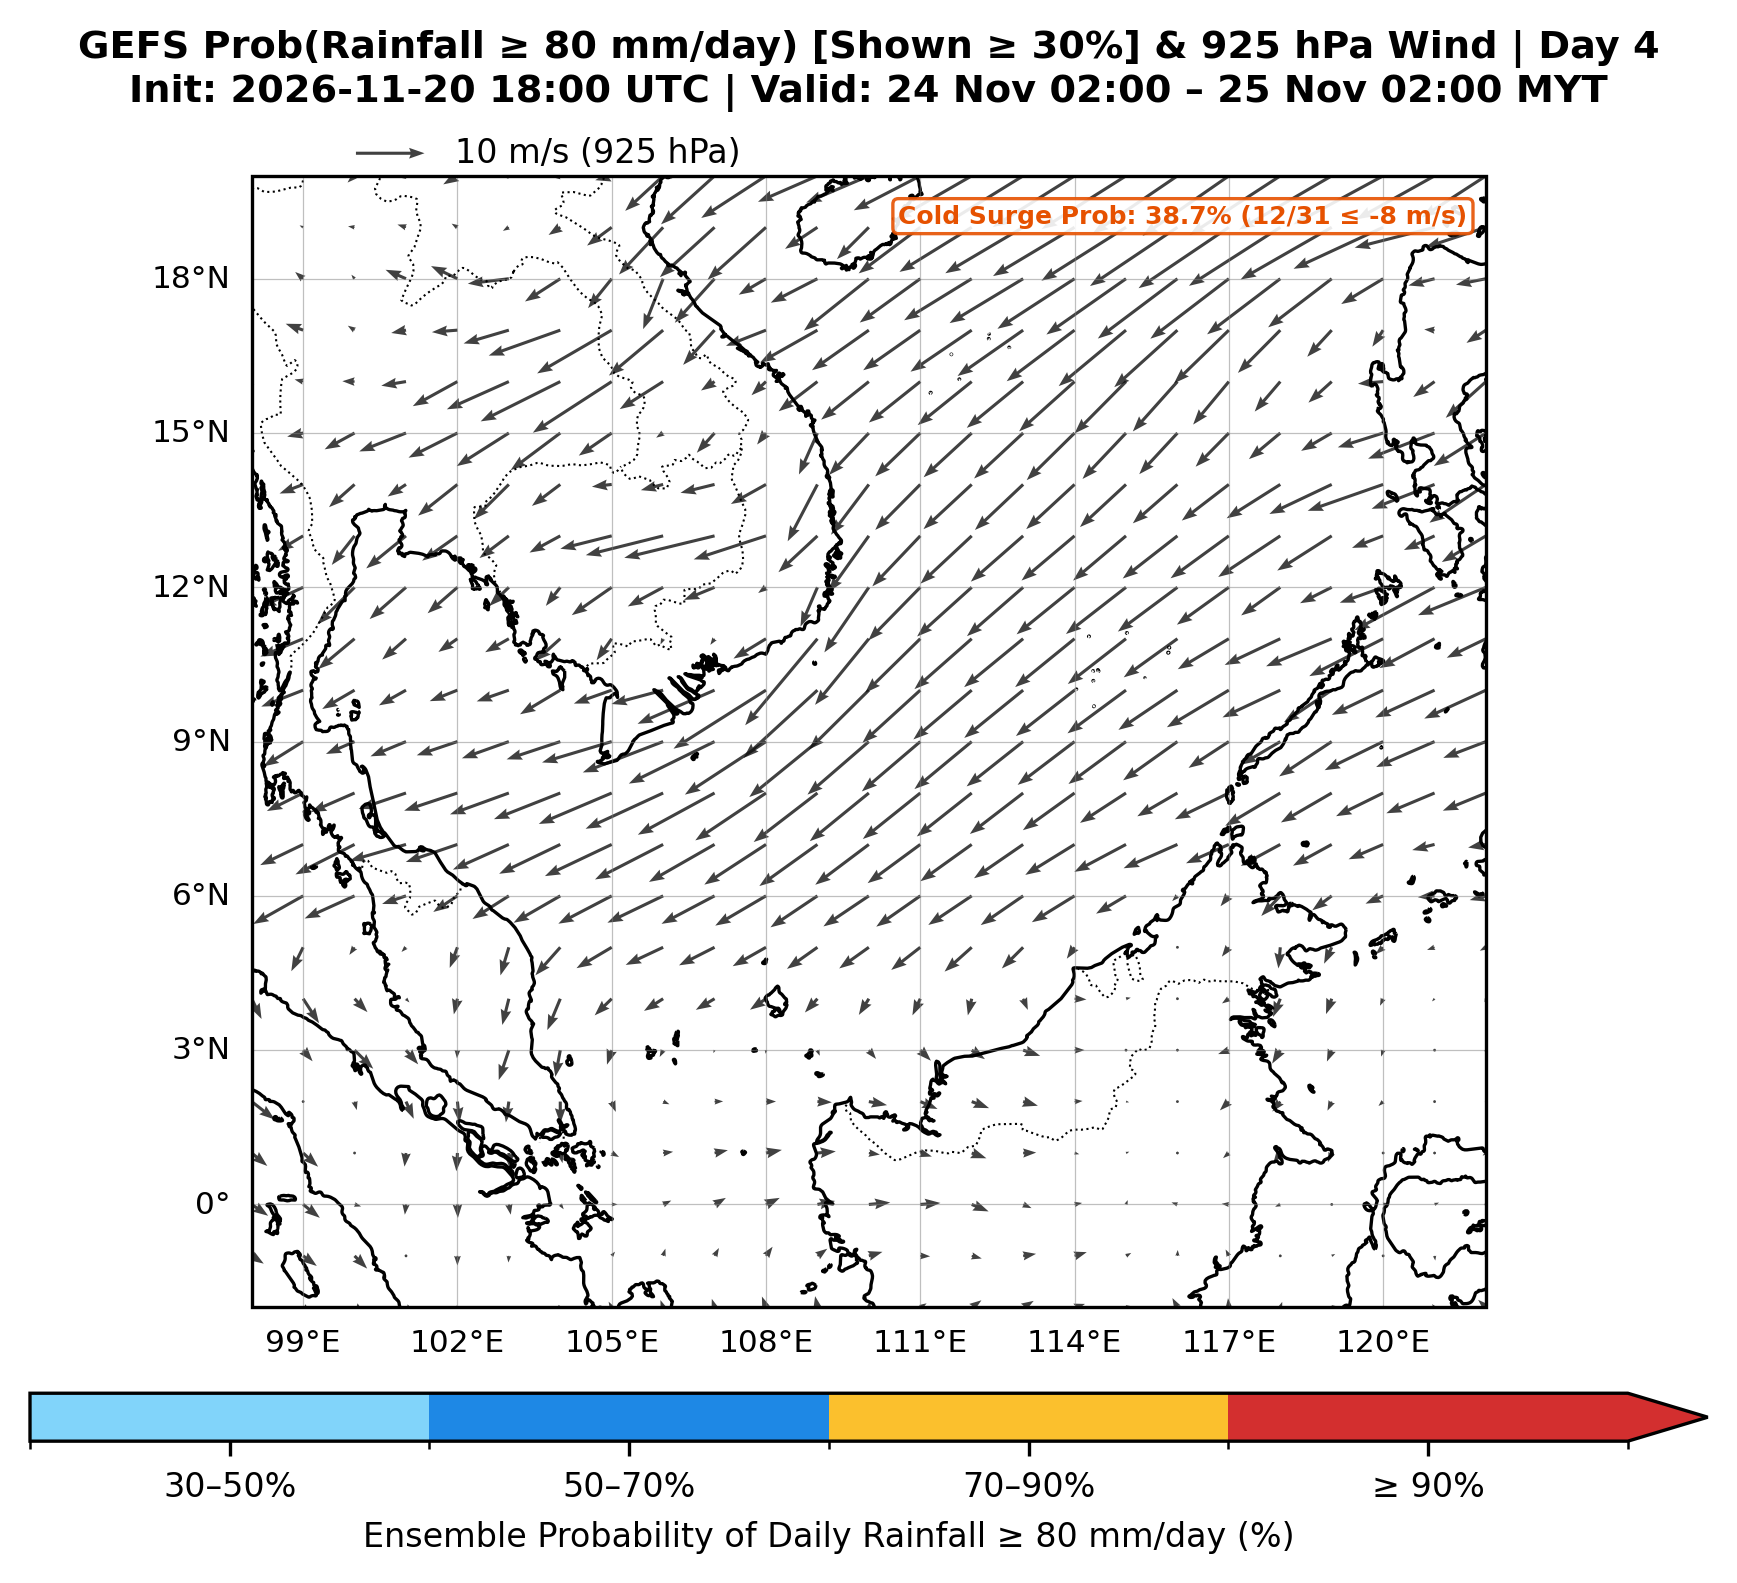 GEFS Prob(Rainfall ≥ 80 mm/day) [Shown ≥ 30%] & 925 hPa Wind | Day 4
Init: 2026-11-20 18:00 UTC | Valid: 24 Nov 02:00 – 25 Nov 02:00 MYT
10 m/s (925 hPa)
Cold Surge Prob: 38.7% (12/31 ≤ -8 m/s)
18°N
15°N
12°N
9°N
6°N
3°N
0°
99°E 102°E 105°E 108°E 111°E 114°E 117°E 120°E
30–50% 50–70% 70–90% ≥ 90%
Ensemble Probability of Daily Rainfall ≥ 80 mm/day (%)